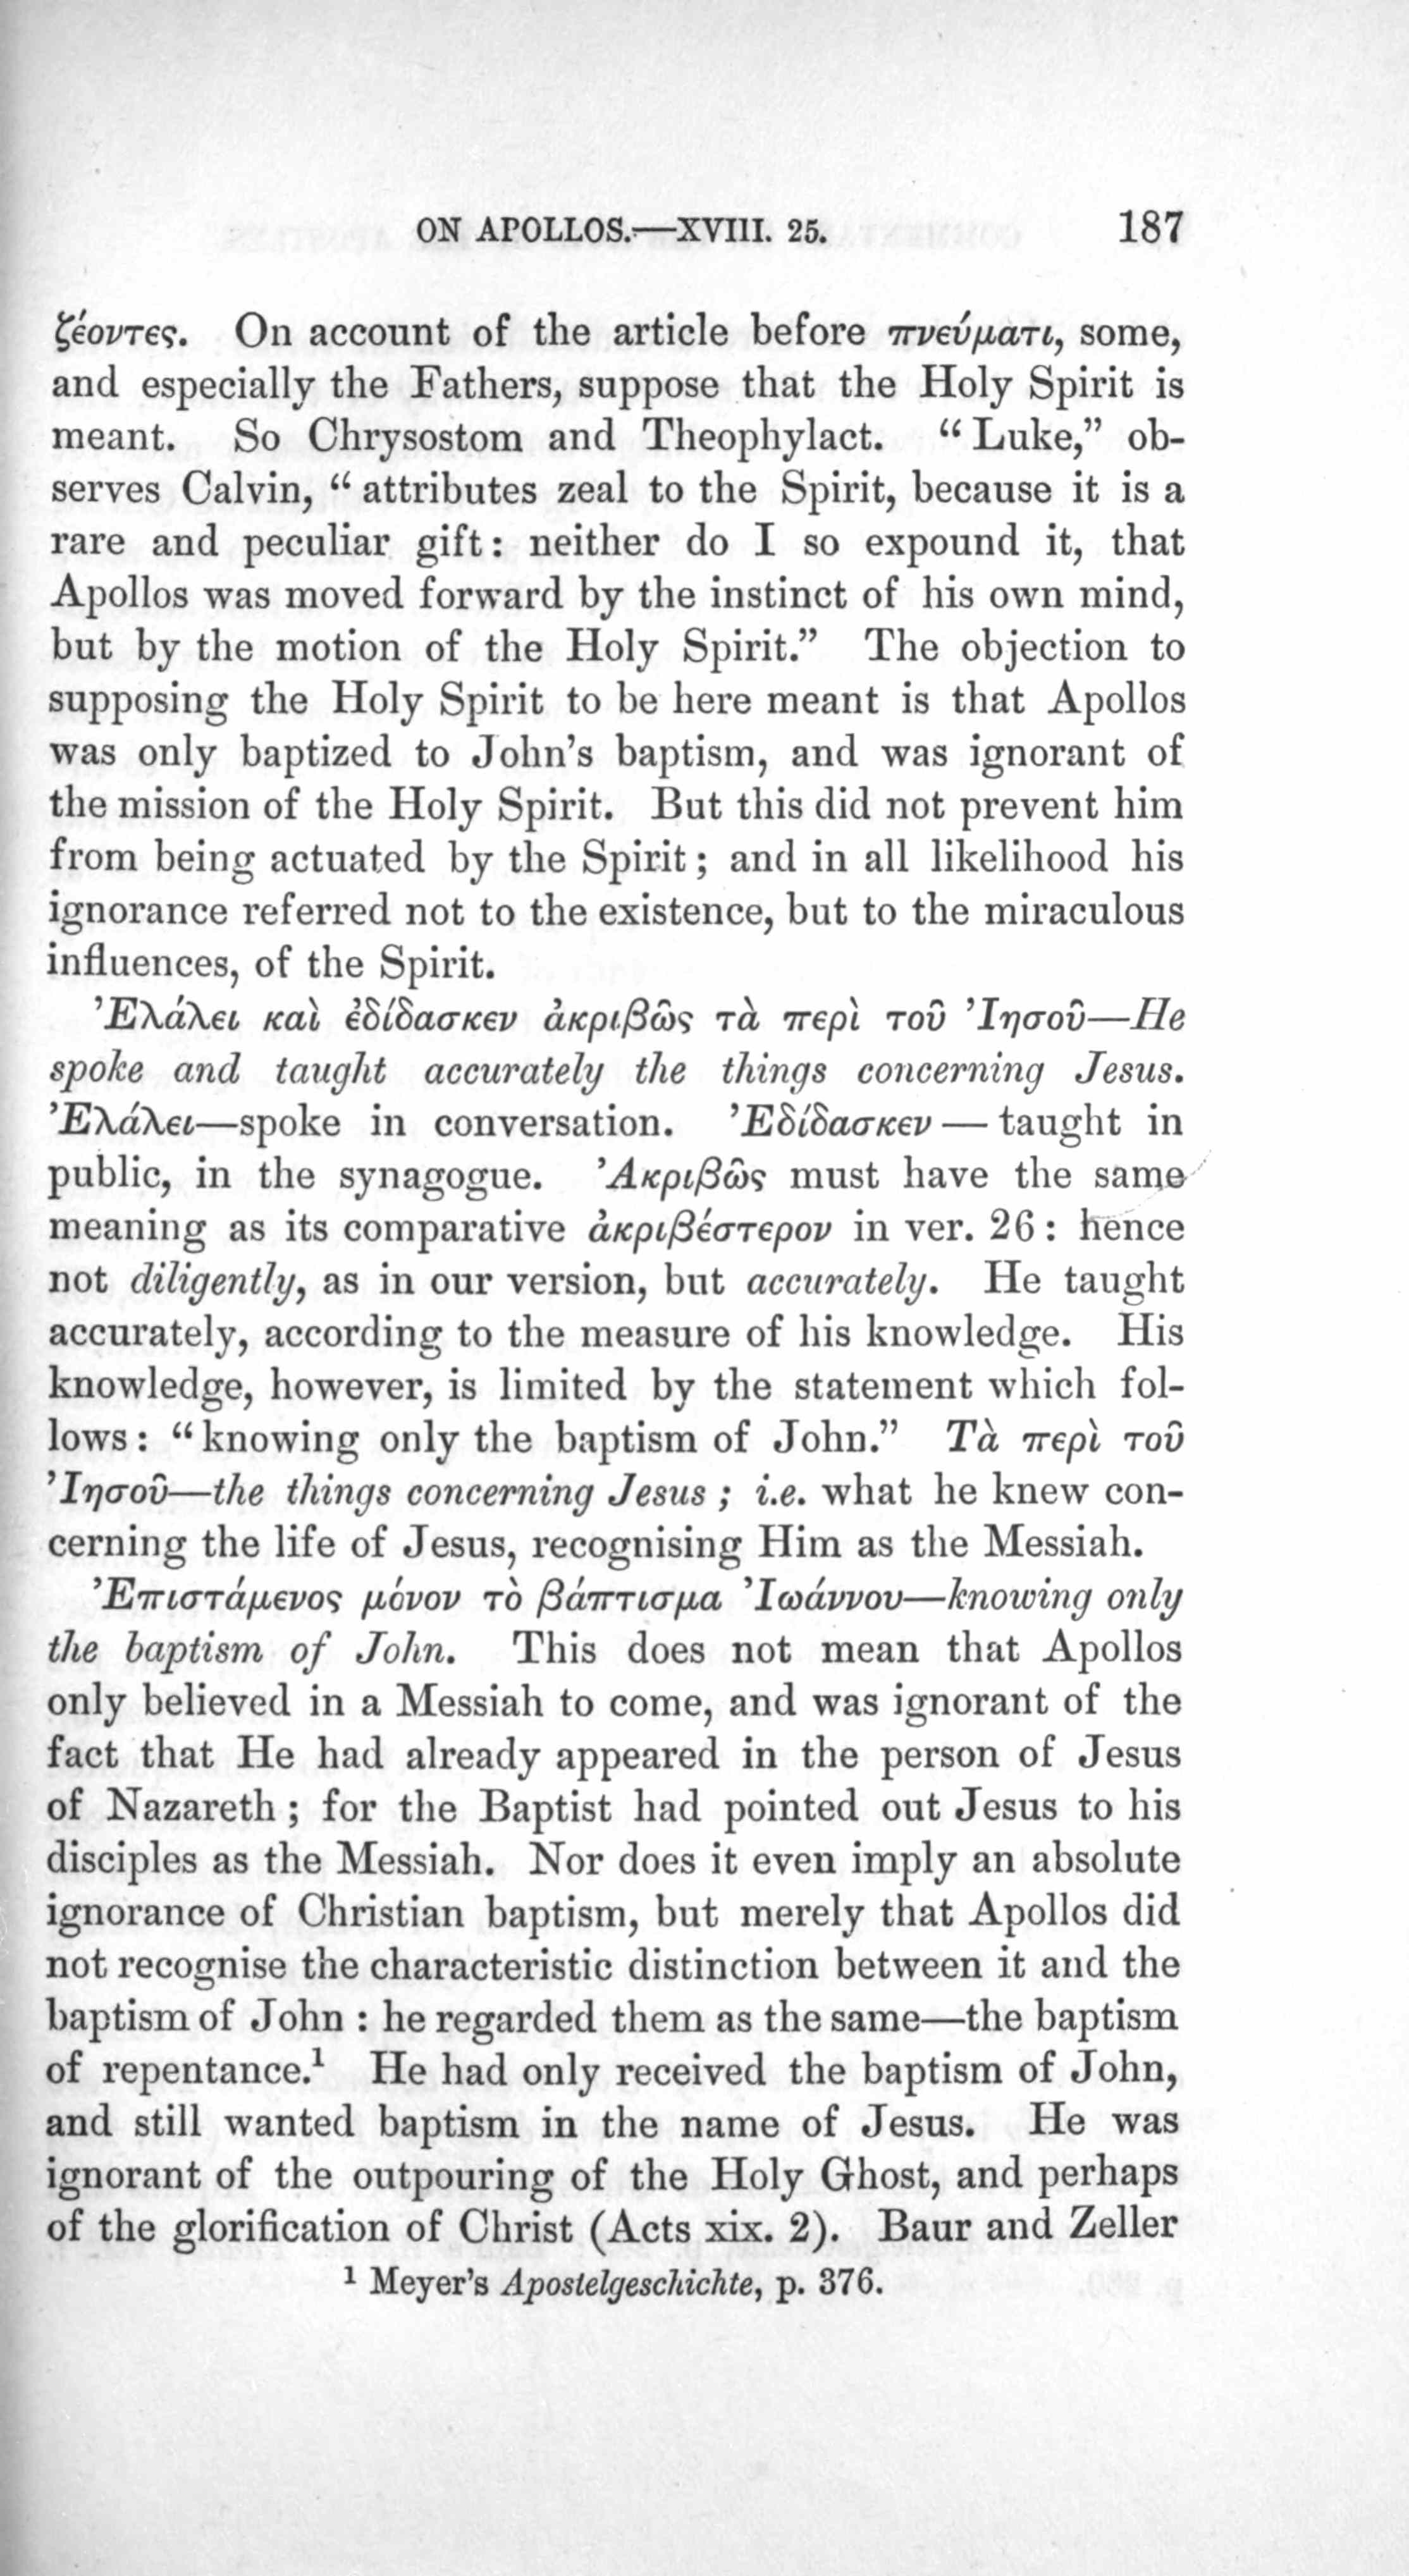 ON APOLLOS.—XVIII. 25. 187
ζέοντες. On account of the article before πνεύματι, some,
and especially the Fathers, suppose that the Holy Spirit is
meant. So Chrysostom and Theophylact. “Luke,” ob-
serves Calvin, “attributes zeal to the Spirit, because it is a
rare and peculiar gift: neither do I so expound it, that
Apollos was moved forward by the instinct of his own mind,
but by the motion of the Holy Spirit.” The objection to
supposing the Holy Spirit to be here meant is that Apollos
was only baptized to John’s baptism, and was ignorant of
the mission of the Holy Spirit. But this did not prevent him
from being actuated by the Spirit; and in all likelihood his
ignorance referred not to the existence, but to the miraculous
influences, of the Spirit.
Ἐλάλει καὶ ἐδίδασκεν ἀκριβῶς τὰ περὶ τοῦ Ἰησοῦ—He
spoke and taught accurately the things concerning Jesus.
Ἐλάλει—spoke in conversation. Ἐδίδασκεν — taught in
public, in the synagogue. Ἀκριβῶς must have the same
meaning as its comparative ἀκριβέστερον in ver. 26: hence
not diligently, as in our version, but accurately. He taught
accurately, according to the measure of his knowledge. His
knowledge, however, is limited by the statement which fol-
lows: “knowing only the baptism of John.” Τὰ περὶ τοῦ
Ἰησοῦ—the things concerning Jesus; i.e. what he knew con-
cerning the life of Jesus, recognising Him as the Messiah.
Ἐπιστάμενος μόνον τὸ βάπτισμα Ἰωάννου—knowing only
the baptism of John. This does not mean that Apollos
only believed in a Messiah to come, and was ignorant of the
fact that He had already appeared in the person of Jesus
of Nazareth; for the Baptist had pointed out Jesus to his
disciples as the Messiah. Nor does it even imply an absolute
ignorance of Christian baptism, but merely that Apollos did
not recognise the characteristic distinction between it and the
baptism of John: he regarded them as the same—the baptism
of repentance.¹ He had only received the baptism of John,
and still wanted baptism in the name of Jesus. He was
ignorant of the outpouring of the Holy Ghost, and perhaps
of the glorification of Christ (Acts xix. 2). Baur and Zeller
¹ Meyer’s Apostelgeschichte, p. 376.